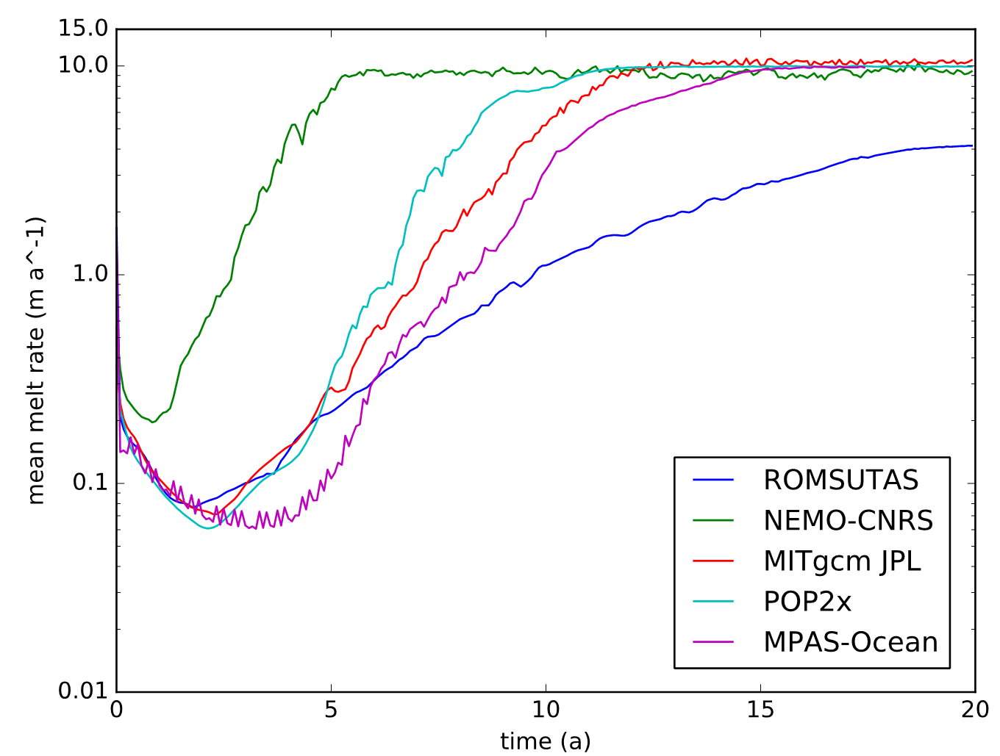 15.0
10.0
1.0
0.1
0.01
mean melt rate (m a^-1)
0 5 10 15 20
time (a)
ROMSUTAS
NEMO-CNRS
MITgcm JPL
POP2x
MPAS-Ocean